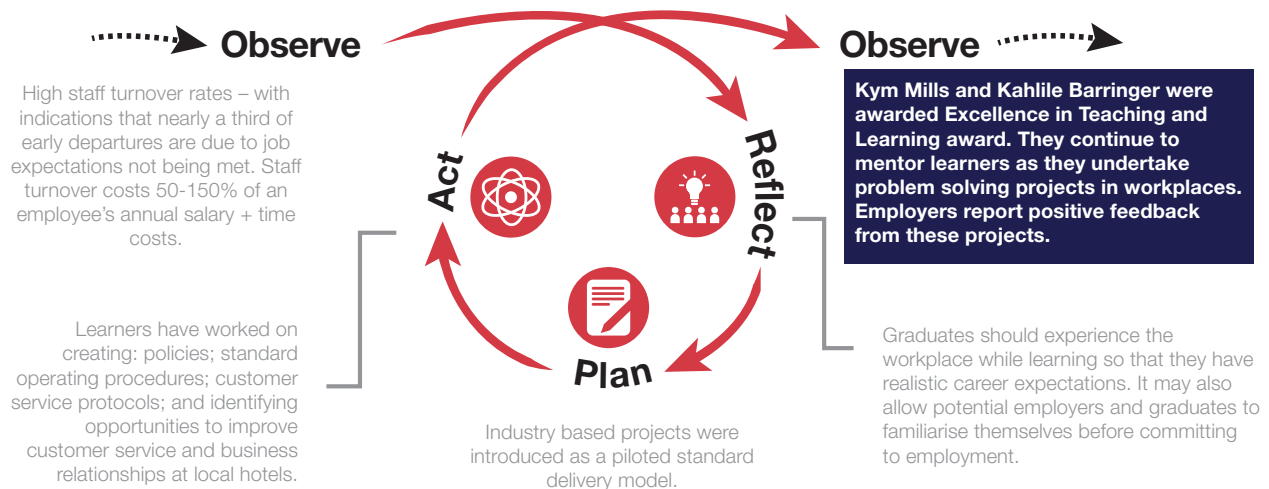 Observe
High staff turnover rates – with
indications that nearly a third of
early departures are due to job
expectations not being met. Staff
turnover costs 50-150% of an
employee's annual salary + time
costs.
Observe
Kym Mills and Kahlile Barringer were
awarded Excellence in Teaching and
Learning award. They continue to
mentor learners as they undertake
problem solving projects in workplaces.
Employers report positive feedback
from these projects.
Act
Reflect
Plan
Learners have worked on
creating: policies; standard
operating procedures; customer
service protocols; and identifying
opportunities to improve
customer service and business
relationships at local hotels.
Industry based projects were
introduced as a piloted standard
delivery model.
Graduates should experience the
workplace while learning so that they have
realistic career expectations. It may also
allow potential employers and graduates to
familiarise themselves before committing
to employment.